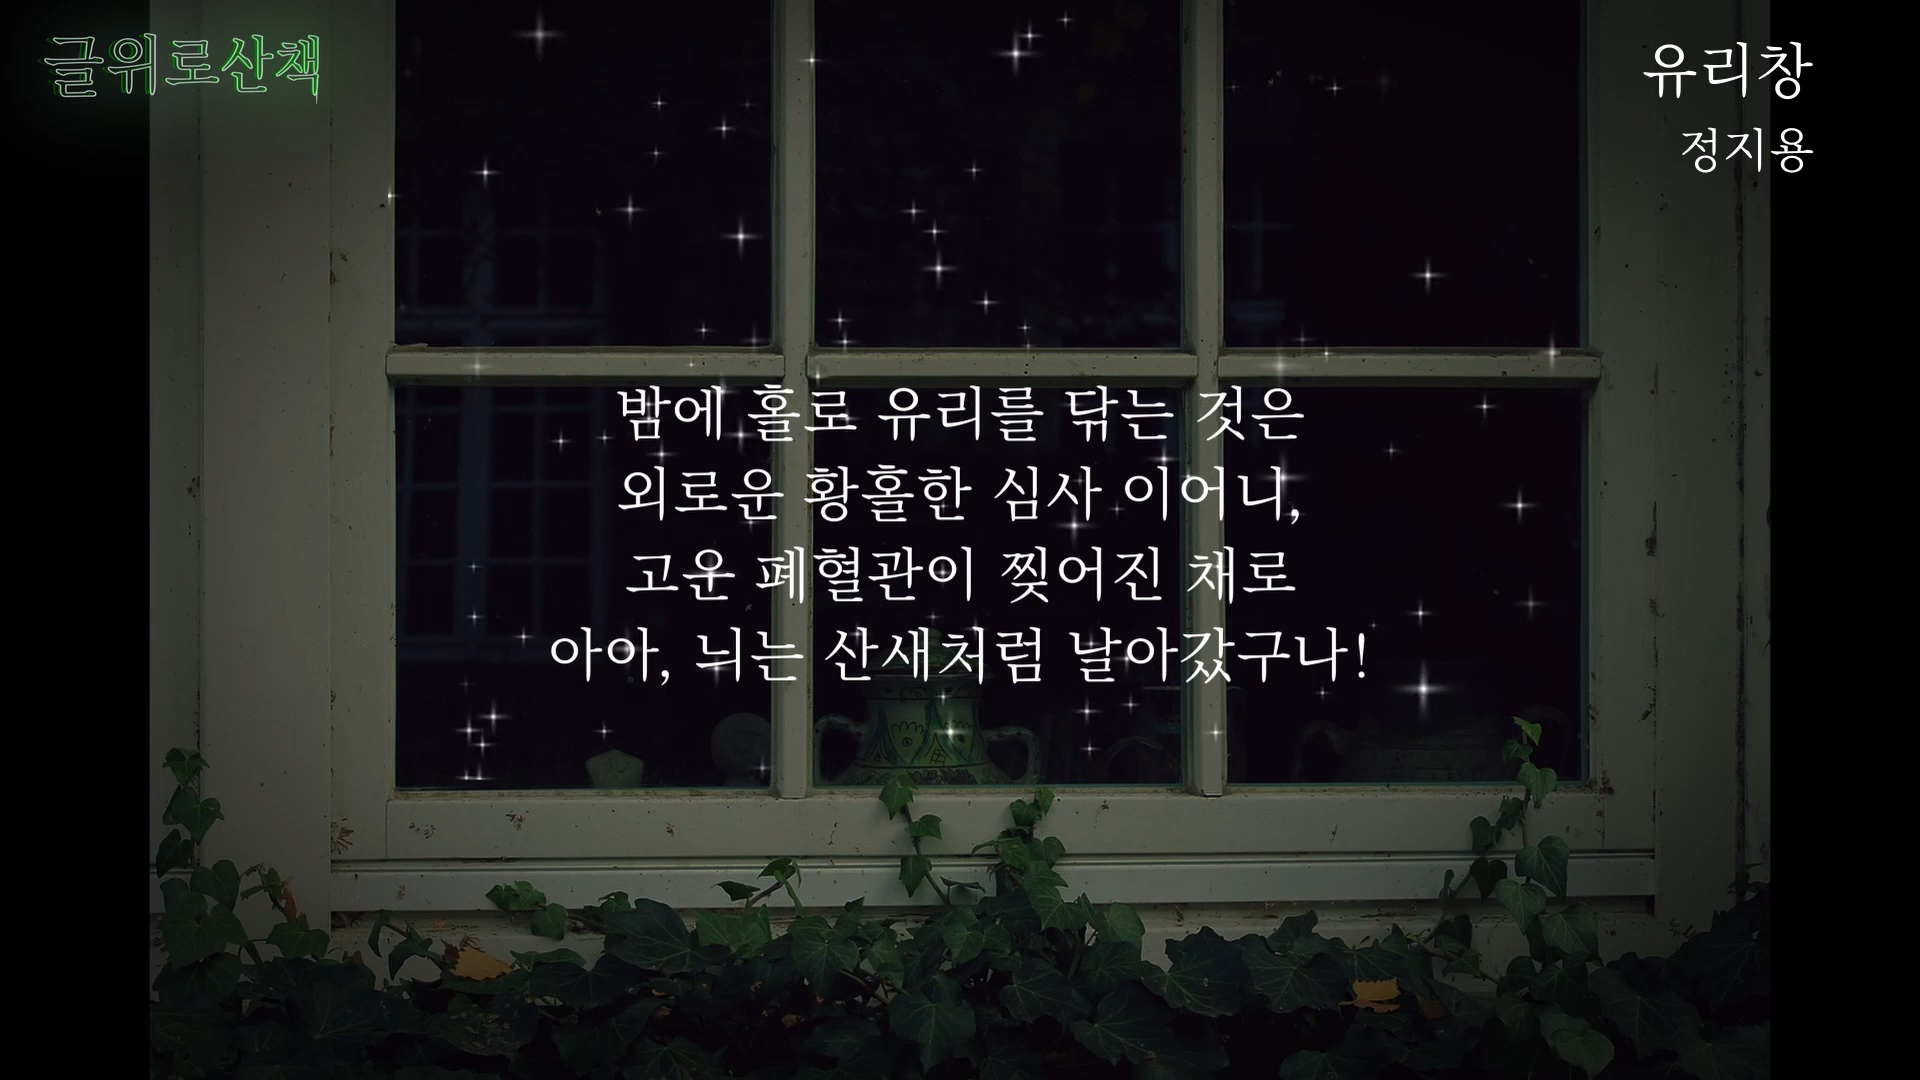 글위로산책
유리창
정지용
밤에 홀로 유리를 닦는 것은
외로운 황홀한 심사 이어니,
고운 폐혈관이 찢어진 채로
아아, 늬는 산새처럼 날아갔구나!